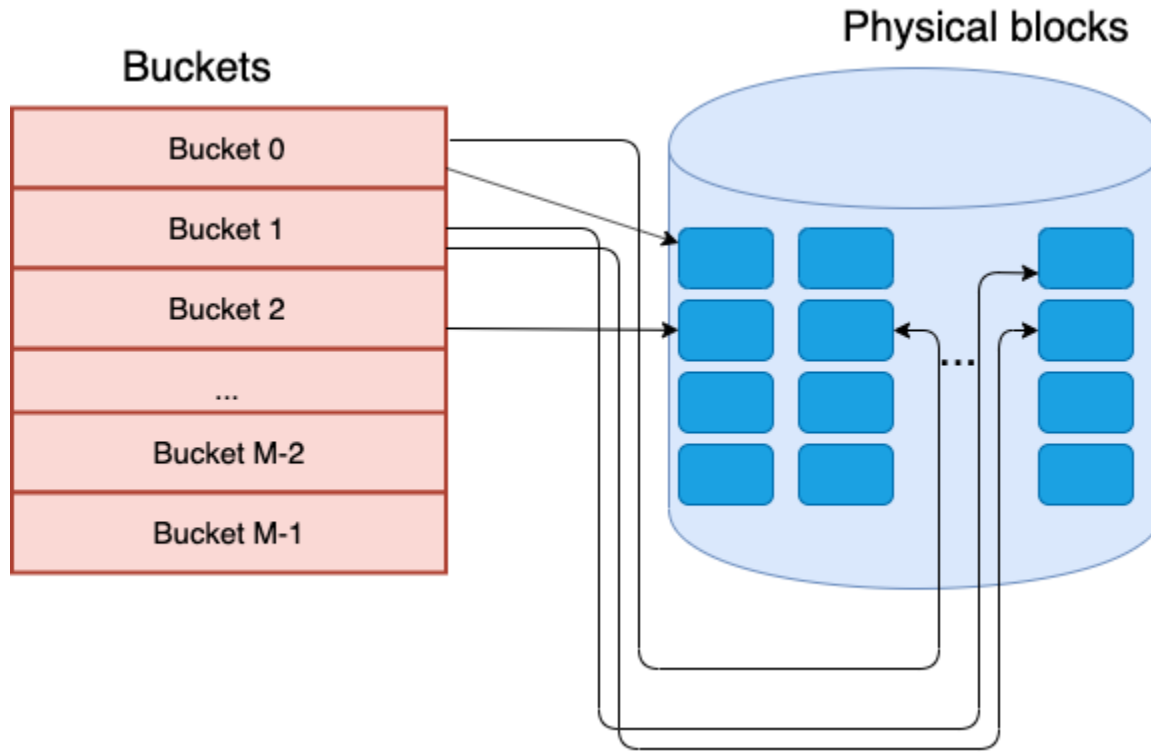 Physical blocks
Buckets
Bucket 0
Bucket 1
Bucket 2
...
Bucket M-2
Bucket M-1
...